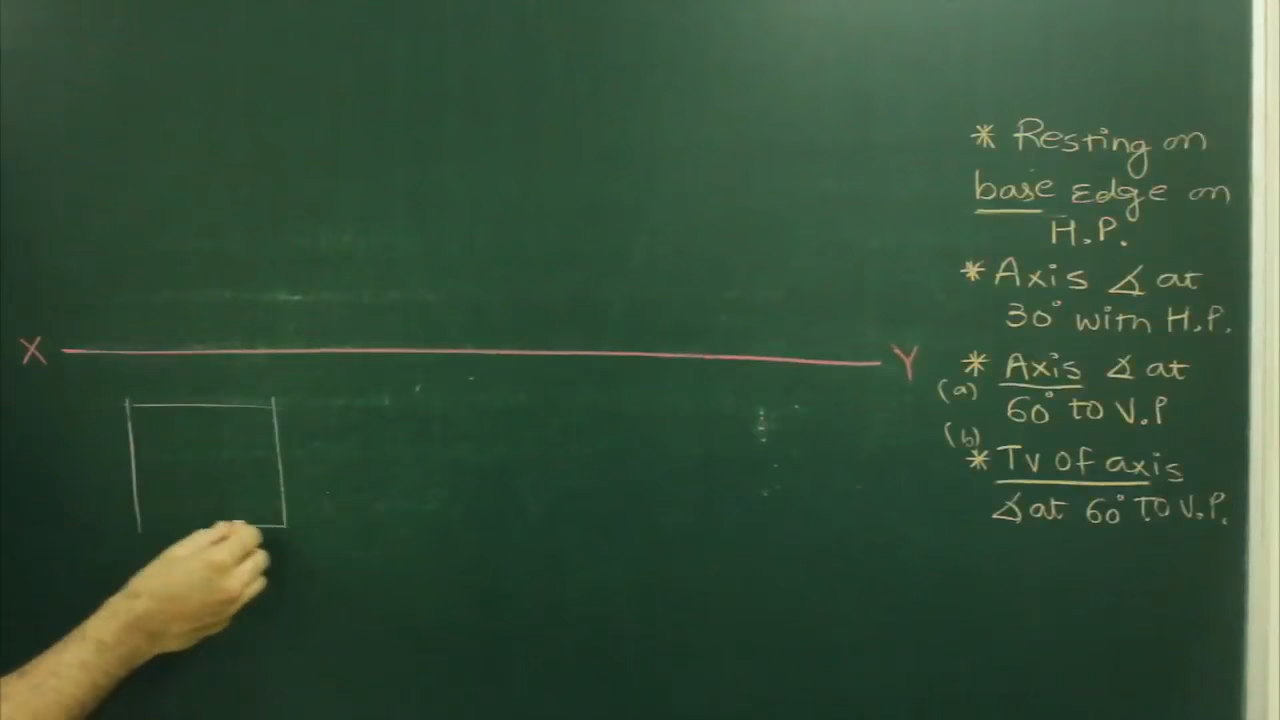 * Resting on
base Edge on
H.P.
* Axis ∡ at
30° with H.P.
X
Y
* Axis ∡ at
(a)
60° to V.P
(b)
* Tv of axis
∡ at 60° TO V.P.